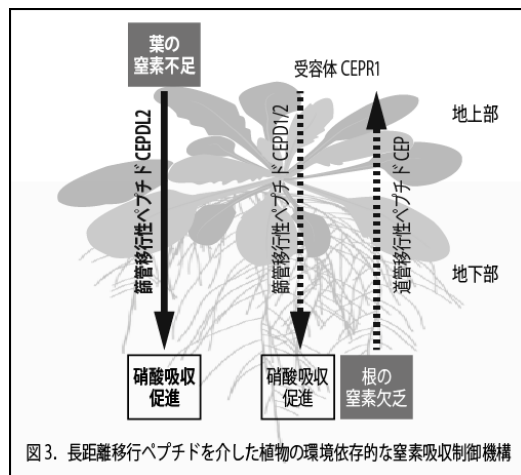 葉の
窒素不足
受容体 CEPR1
地上部
篩管移行性ペプチド CEPDL2
篩管移行性ペプチド CEPD1/2
道管移行性ペプチド CEP
地下部
硝酸吸収
促進
硝酸吸収
促進
根の
窒素欠乏
図3. 長距離移行ペプチドを介した植物の環境依存的な窒素吸収制御機構